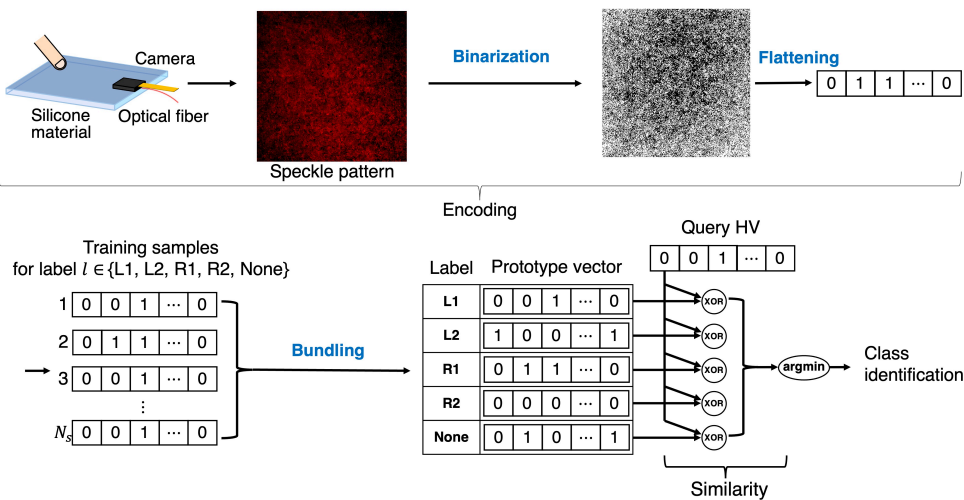 Camera
Silicone
material
Optical fiber
Speckle pattern
Binarization
Flattening
0 1 1 ··· 0
Encoding
Training samples
for label l ∈ {L1, L2, R1, R2, None}
1 0 0 1 ··· 0
2 0 1 1 ··· 0
3 0 0 1 ··· 0
⋮
Nₛ 0 0 1 ··· 0
Bundling
Label Prototype vector
L1 0 0 1 ··· 0
L2 1 0 0 ··· 1
R1 0 1 1 ··· 0
R2 0 0 0 ··· 0
None 0 1 0 ··· 1
Query HV
0 0 1 ··· 0
XOR
XOR
XOR
XOR
XOR
argmin
Class
identification
Similarity